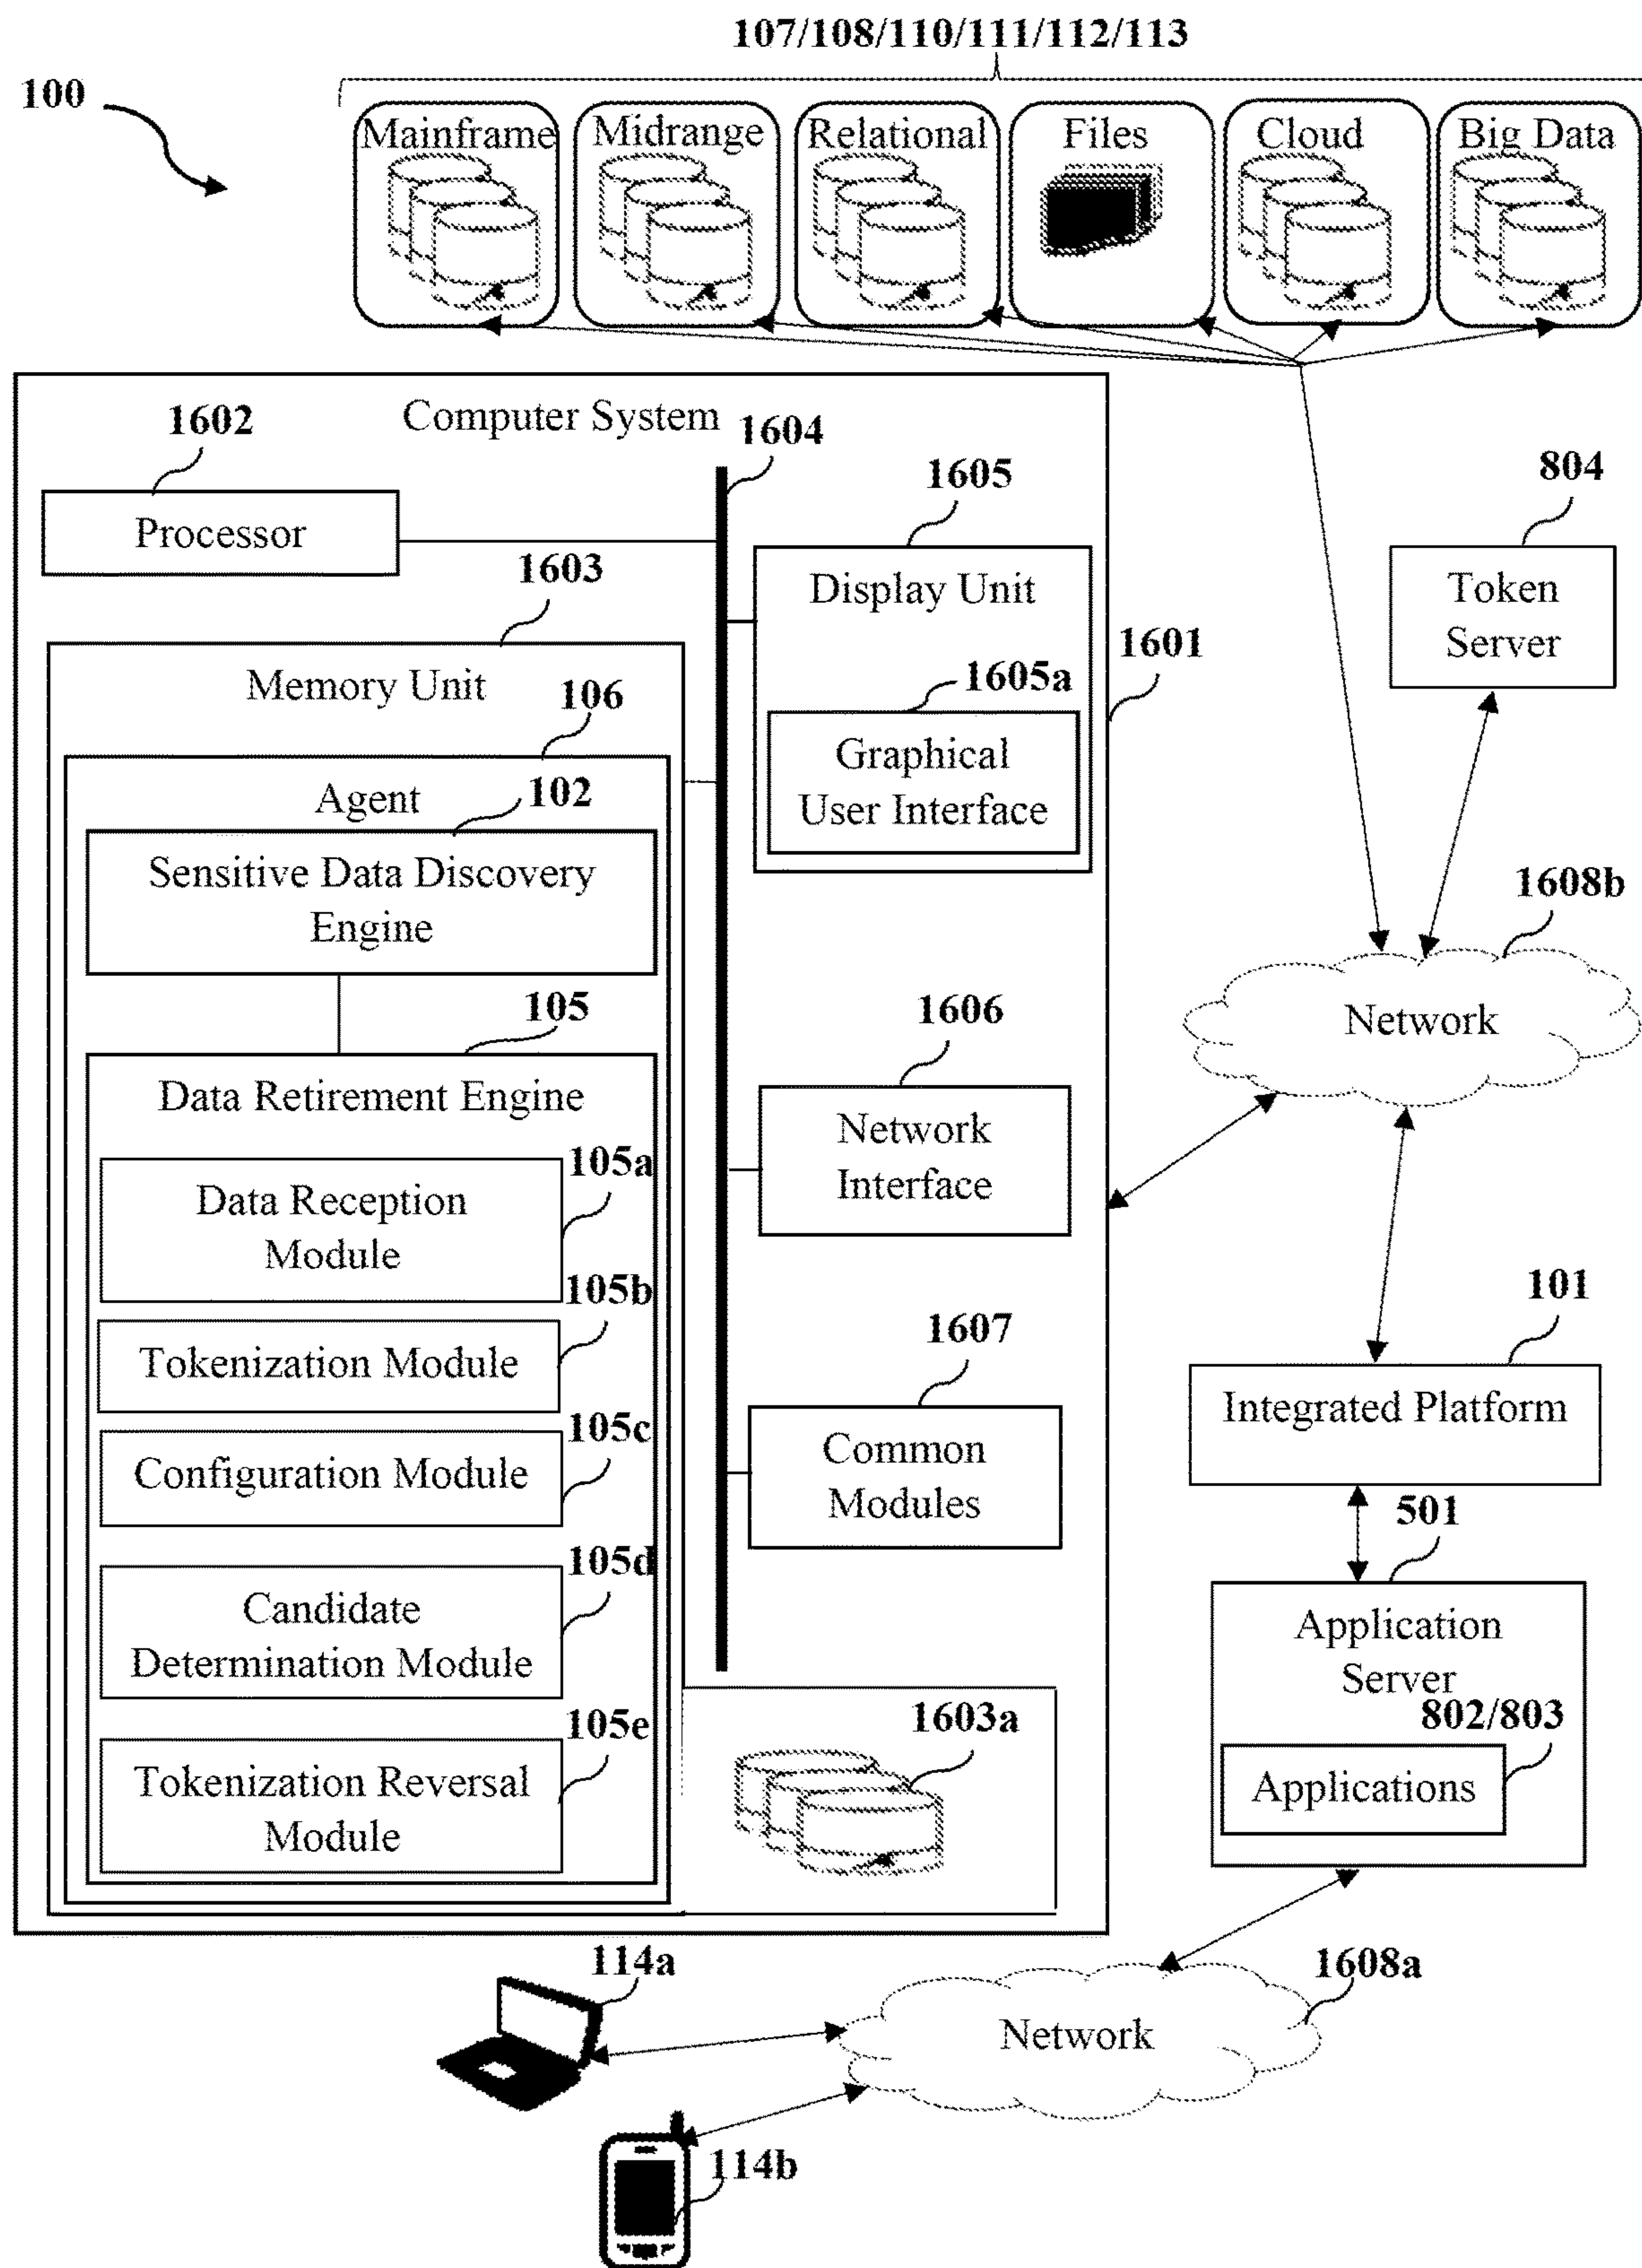 107/108/110/111/112/113
100
Mainframe
Midrange
Relational
Files
Cloud
Big Data
Computer System
1602
1604
Processor
1605
804
Display Unit
Token
Server
1603
1601
Memory Unit
1605a
106
Graphical
User Interface
Agent
102
Sensitive Data Discovery
Engine
1608b
Network
105
1606
Data Retirement Engine
Network
Interface
105a
Data Reception
Module
105b
101
Tokenization Module
1607
Integrated Platform
105c
Configuration Module
Common
Modules
501
105d
Candidate
Determination Module
Application
Server
802/803
105e
1603a
Tokenization Reversal
Module
Applications
114a
1608a
Network
114b